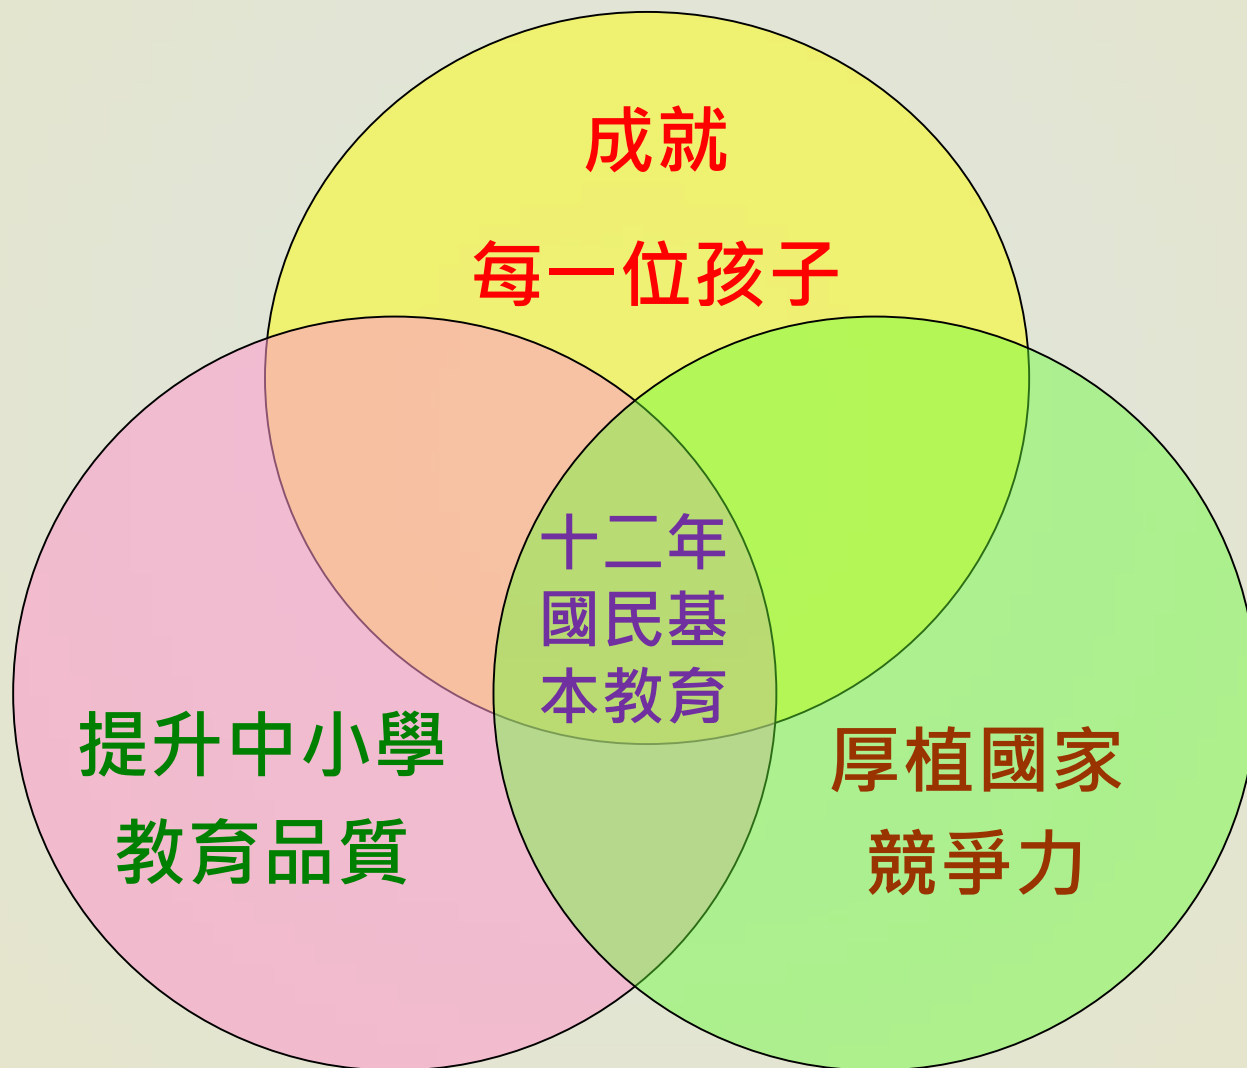 成就
每一位孩子
十二年
國民基
本教育
提升中小學
教育品質
厚植國家
競爭力